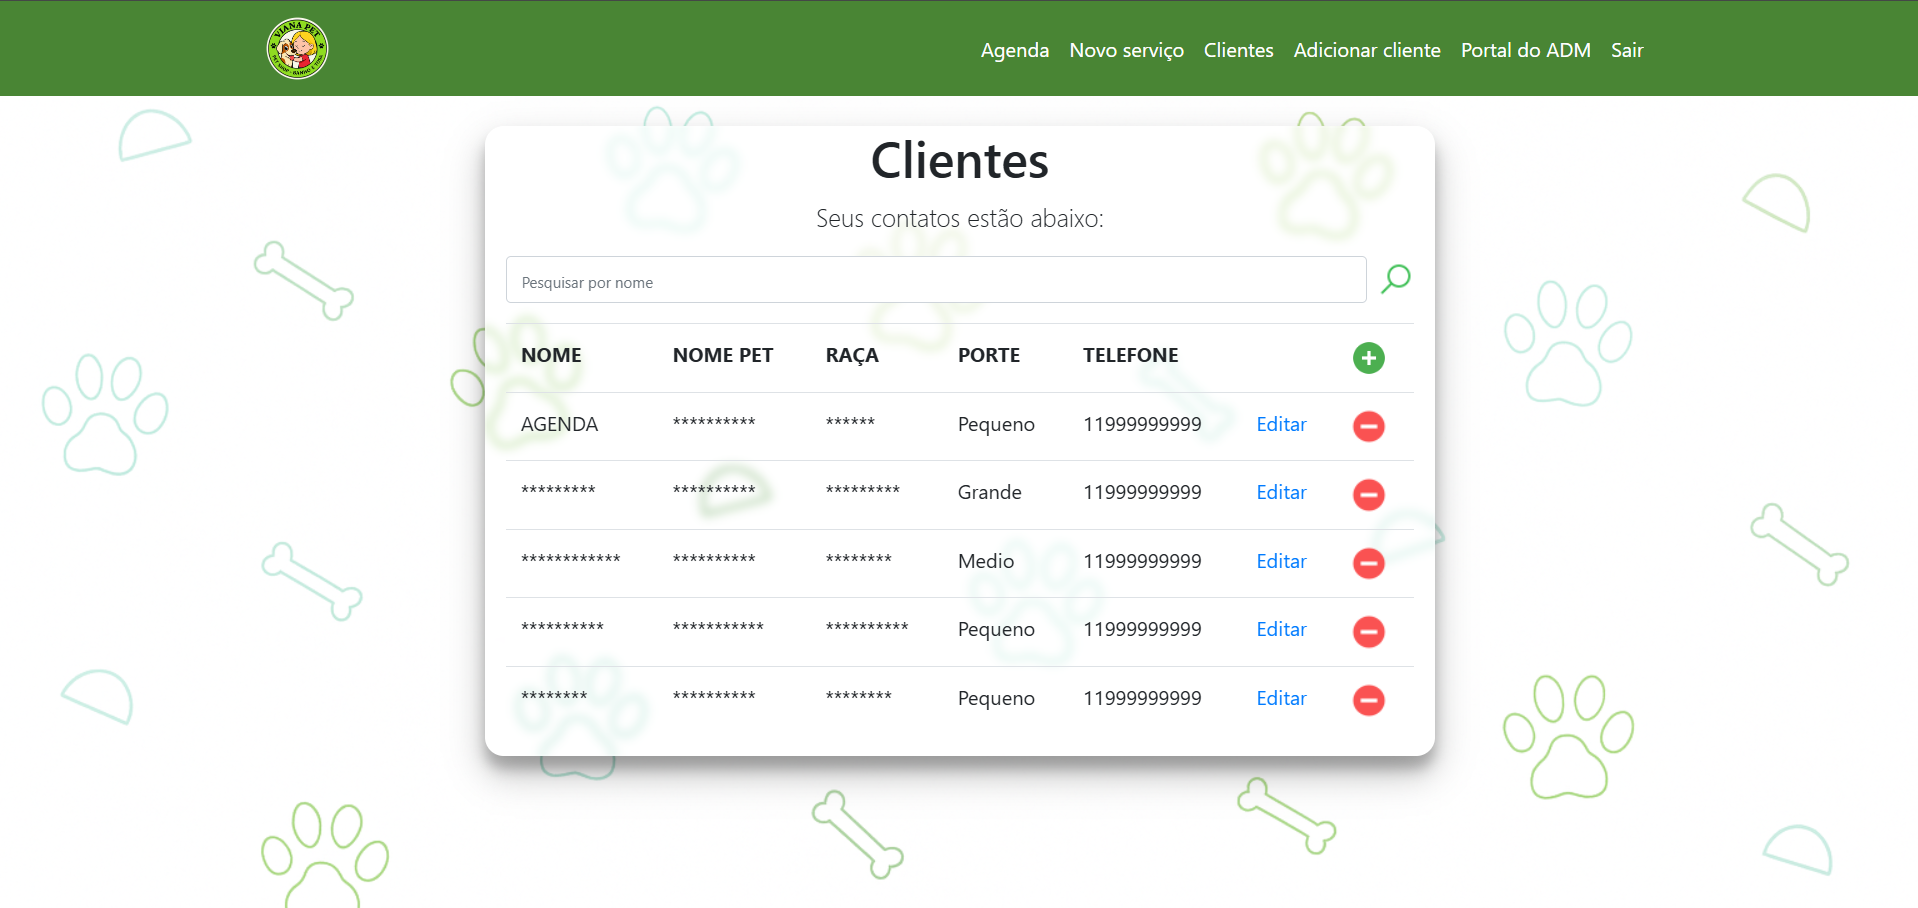 VIANA PET
Agenda Novo serviço Clientes Adicionar cliente Portal do ADM Sair
Clientes
Seus contatos estão abaixo:
Pesquisar por nome
NOME NOME PET RAÇA PORTE TELEFONE
AGENDA ********** ****** Pequeno 11999999999 Editar
********* ********** ********* Grande 11999999999 Editar
************ ********** ******** Medio 11999999999 Editar
********** *********** ********** Pequeno 11999999999 Editar
******** ********** ******** Pequeno 11999999999 Editar